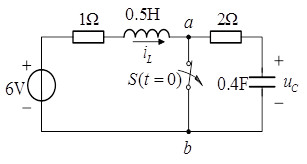 1Ω
0.5H
a
2Ω
+
i_L
+
6V
S(t=0)
0.4F
u_C
−
−
b